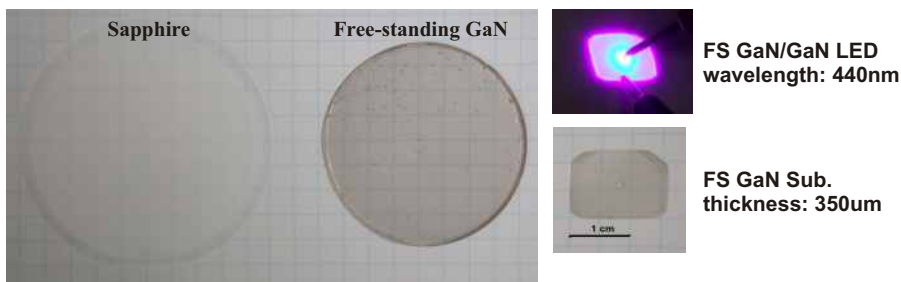 Sapphire
Free-standing GaN
FS GaN/GaN LED
wavelength: 440nm
FS GaN Sub.
thickness: 350um
1 cm